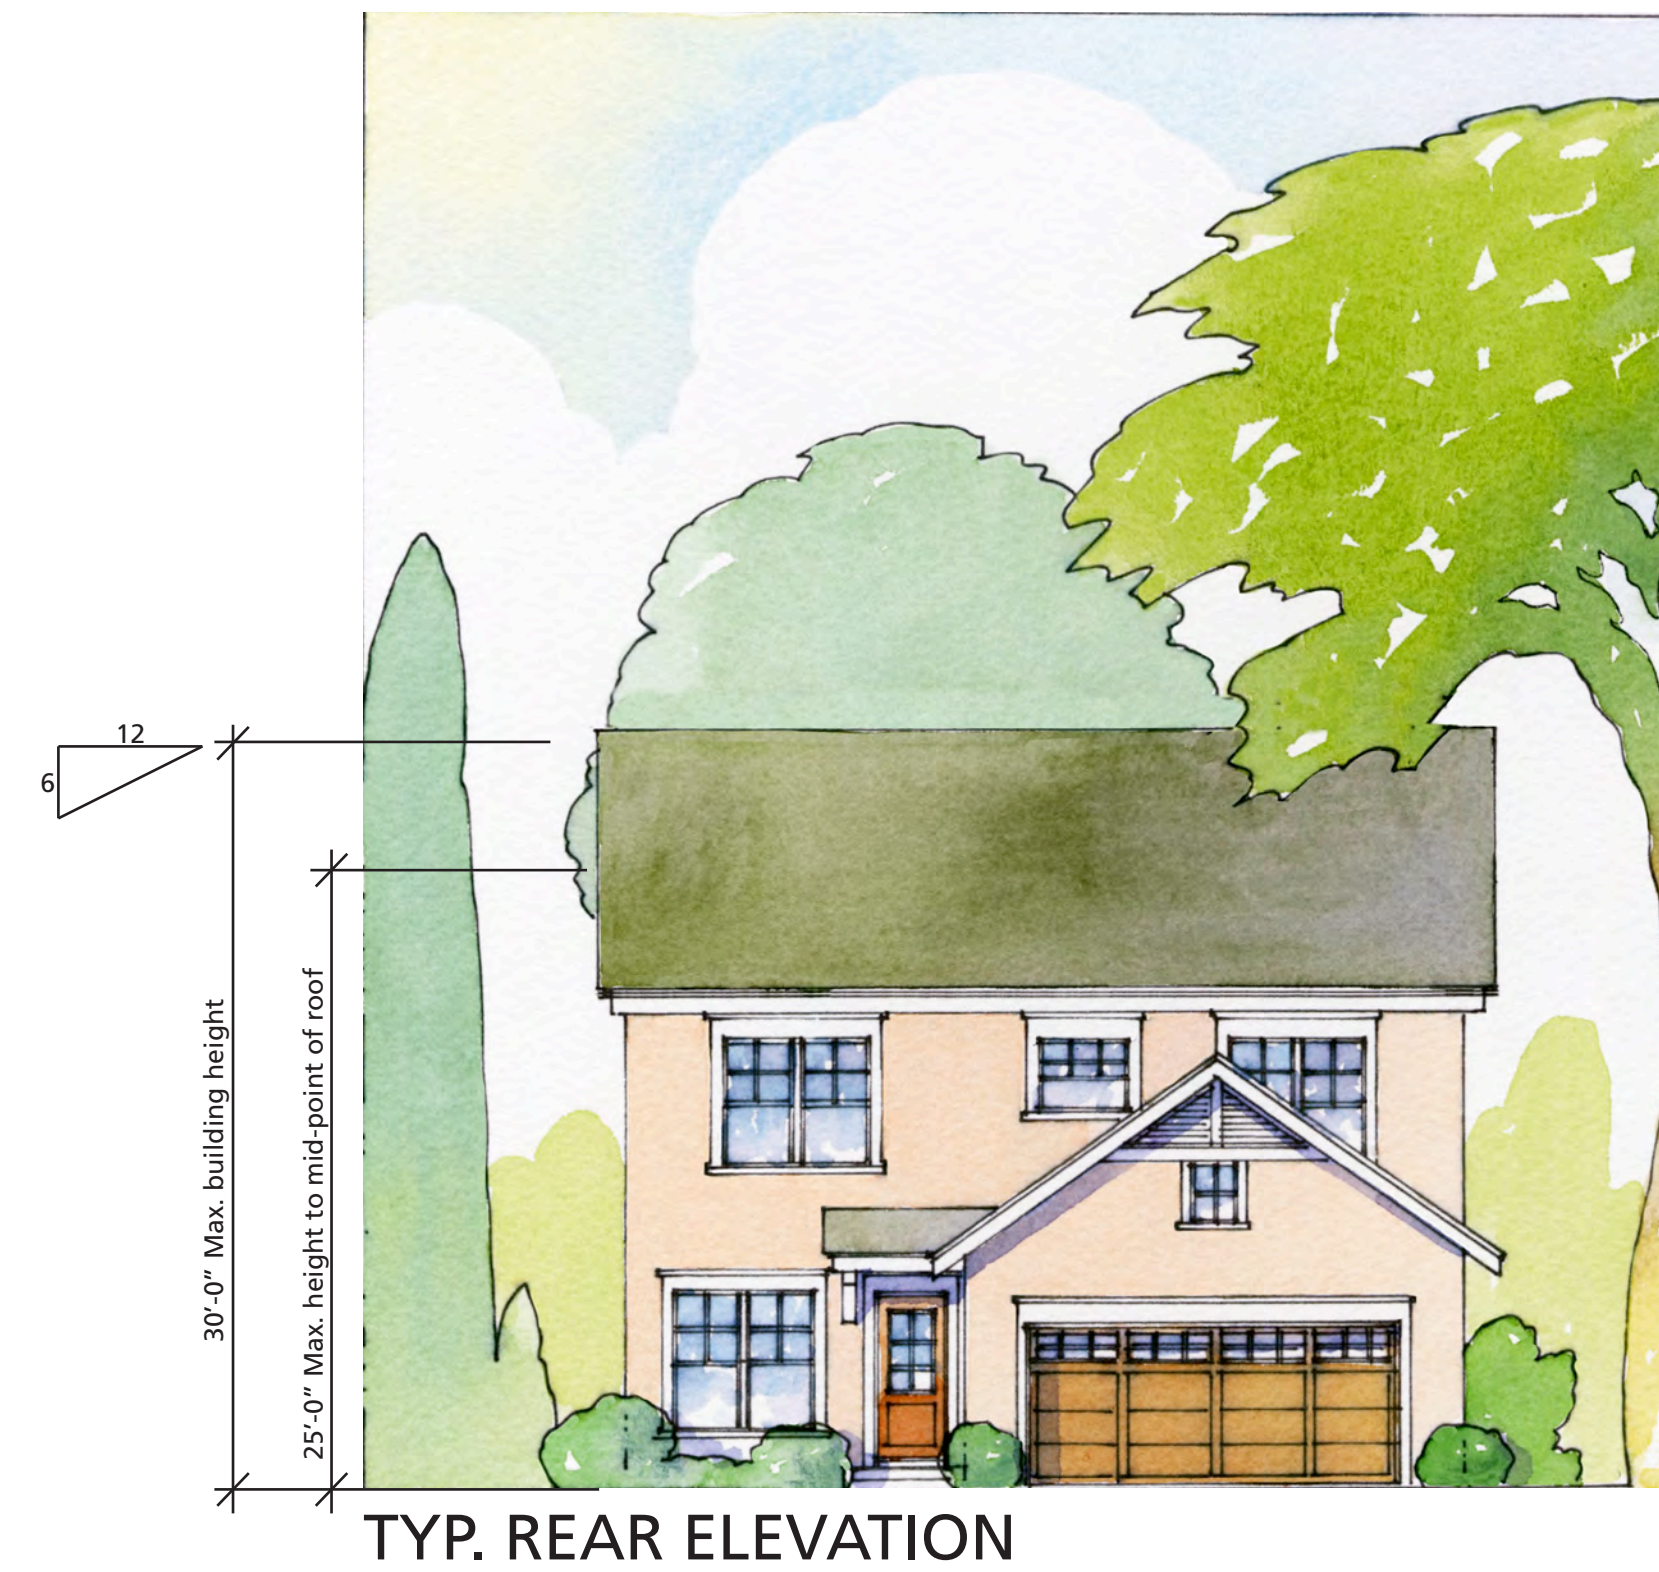 12
6
30'-0" Max. building height
25'-0" Max. height to mid-point of roof
TYP. REAR ELEVATION